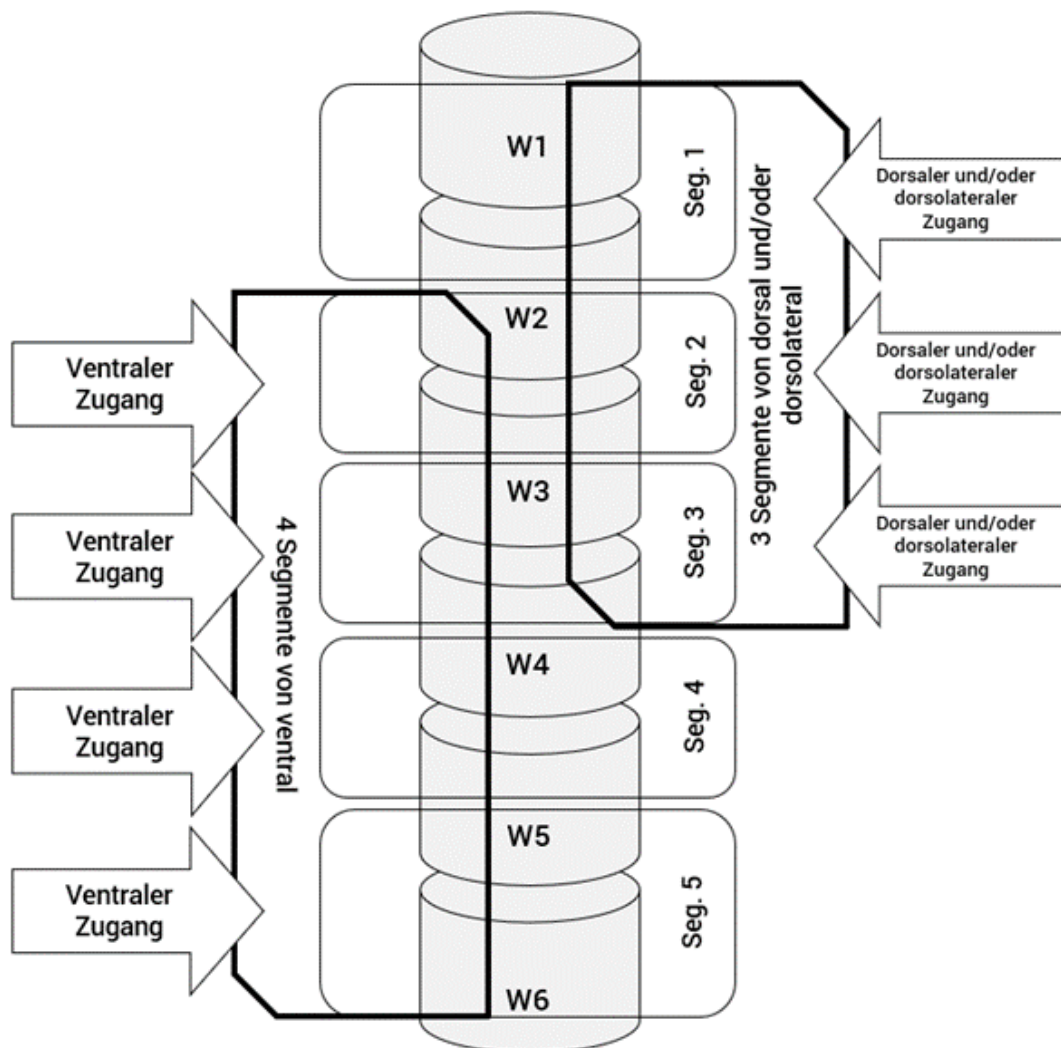 W1
Seg. 1
3 Segmente von dorsal und/oder
dorsolateral
Dorsaler und/oder
dorsolateraler
Zugang
Ventraler
Zugang
W2
Seg. 2
Dorsaler und/oder
dorsolateraler
Zugang
Ventraler
Zugang
4 Segmente von ventral
W3
Seg. 3
Dorsaler und/oder
dorsolateraler
Zugang
Ventraler
Zugang
W4
Seg. 4
Ventraler
Zugang
W5
Seg. 5
W6